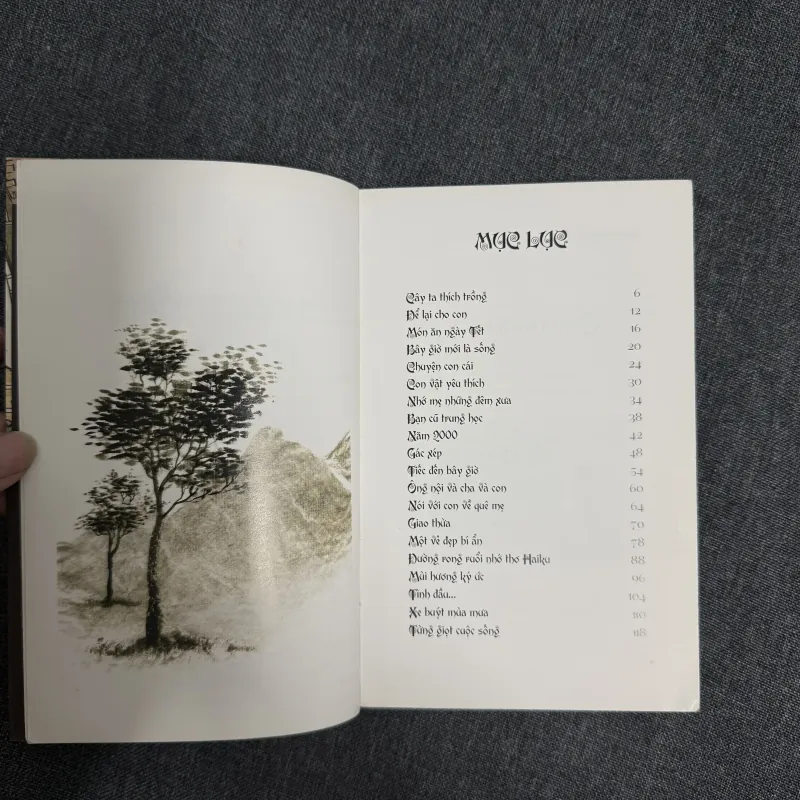 MỤC LỤC
Cây ta thích trồng 6
Để lại cho con 12
Món ăn ngày Tết 16
Bây giờ mới là sống 20
Chuyện con cái 24
Con vật yêu thích 30
Nhớ mẹ những đêm xưa 34
Bạn cũ trung học 38
Năm 2000 42
Gác xép 48
Tiếc đến bây giờ 54
Ông nội và cha và con 60
Nói với con về quê mẹ 64
Giao thừa 70
Một vẻ đẹp bí ẩn 78
Đường rong ruổi nhớ thơ Haiku 88
Mùi hương ký ức 96
Tình đầu... 104
Xe buýt mùa mưa 110
Từng giọt cuộc sống 118